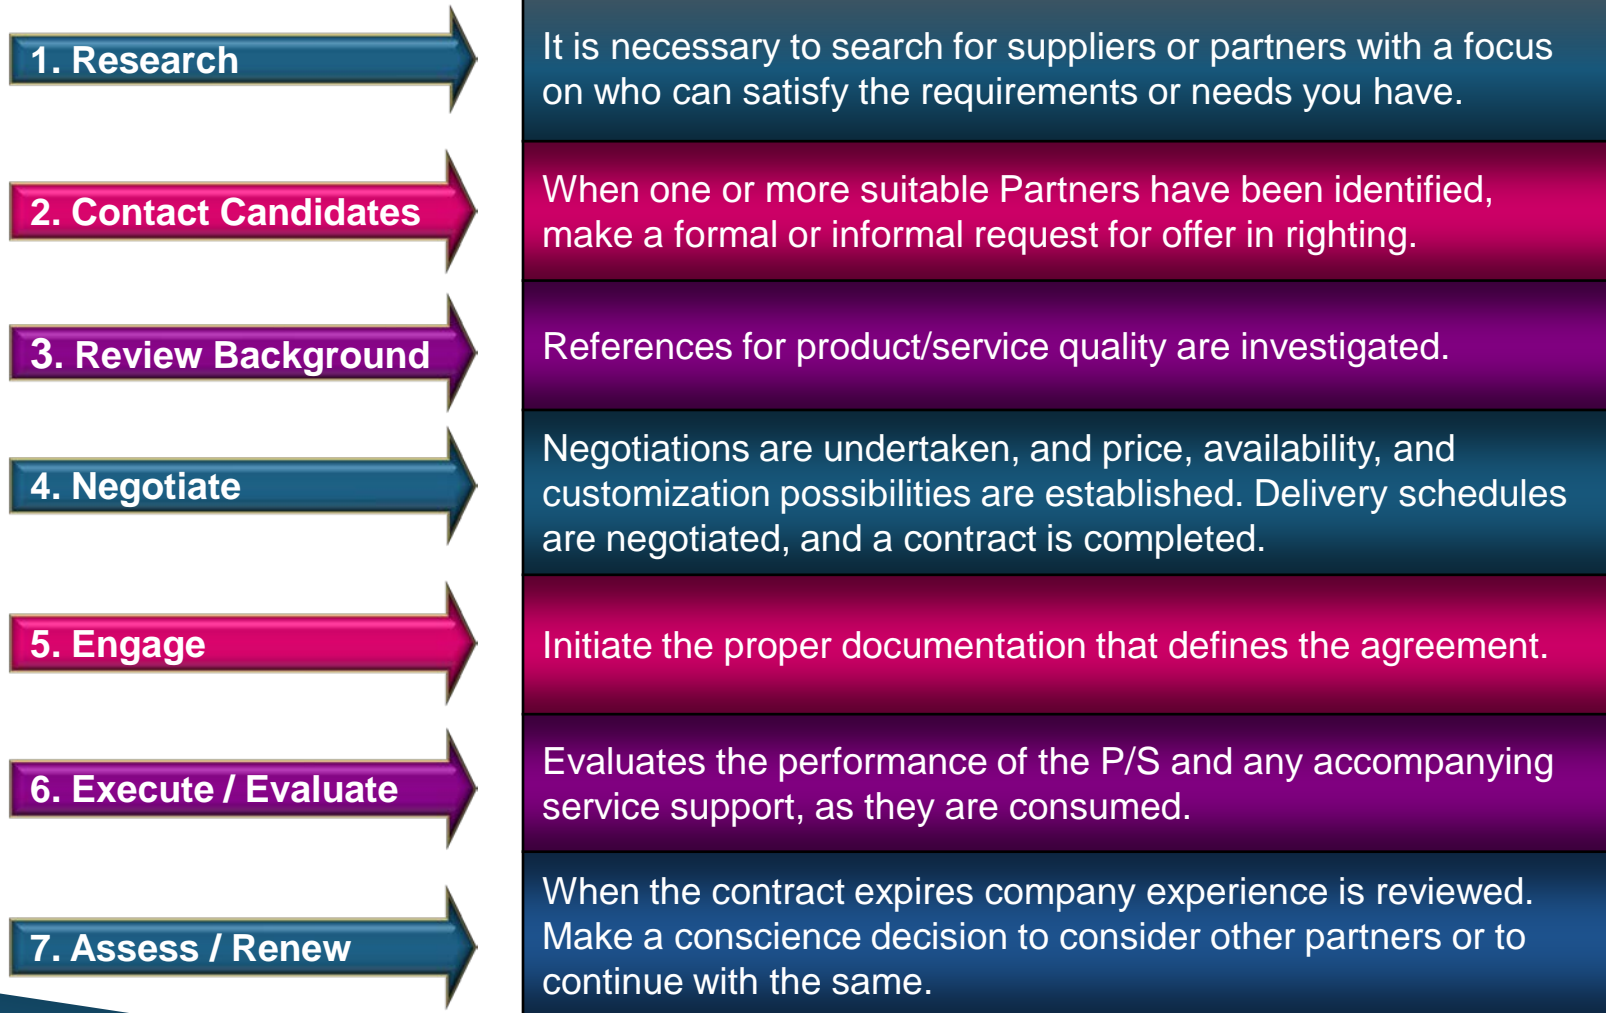 1. Research
It is necessary to search for suppliers or partners with a focus
on who can satisfy the requirements or needs you have.
2. Contact Candidates
When one or more suitable Partners have been identified,
make a formal or informal request for offer in righting.
3. Review Background
References for product/service quality are investigated.
4. Negotiate
Negotiations are undertaken, and price, availability, and
customization possibilities are established. Delivery schedules
are negotiated, and a contract is completed.
5. Engage
Initiate the proper documentation that defines the agreement.
6. Execute / Evaluate
Evaluates the performance of the P/S and any accompanying
service support, as they are consumed.
7. Assess / Renew
When the contract expires company experience is reviewed.
Make a conscience decision to consider other partners or to
continue with the same.